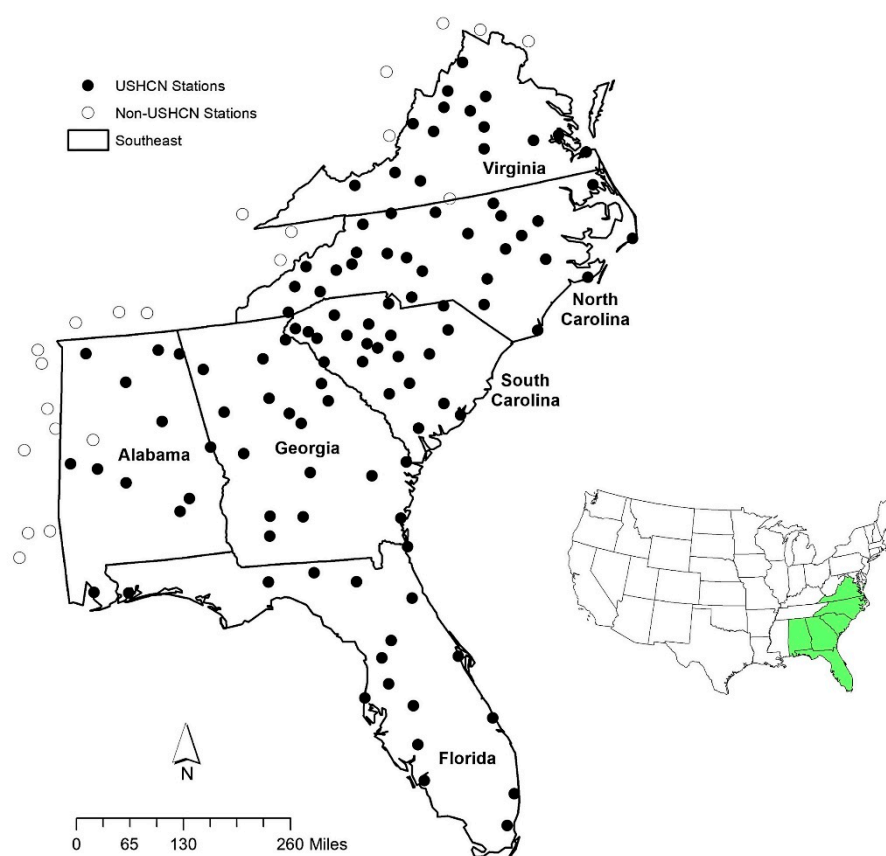 USHCN Stations
Non-USHCN Stations
Southeast
Virginia
North
Carolina
South
Carolina
Alabama
Georgia
Florida
N
0 65 130 260 Miles